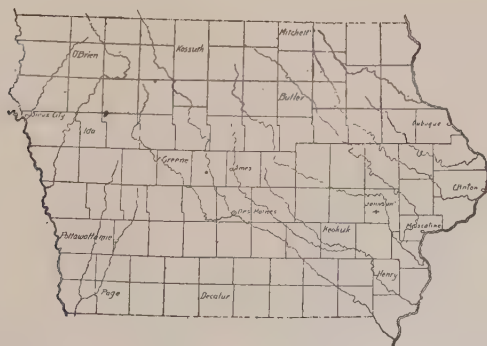 Mitchell
Kossuth
O'Brien
Butler
Sioux City
Dubuque
Ida
Greene
Ames
Clinton
Johnson
Des Moines
Muscatine
Keokuk
Pottawattamie
Henry
Page
Decatur